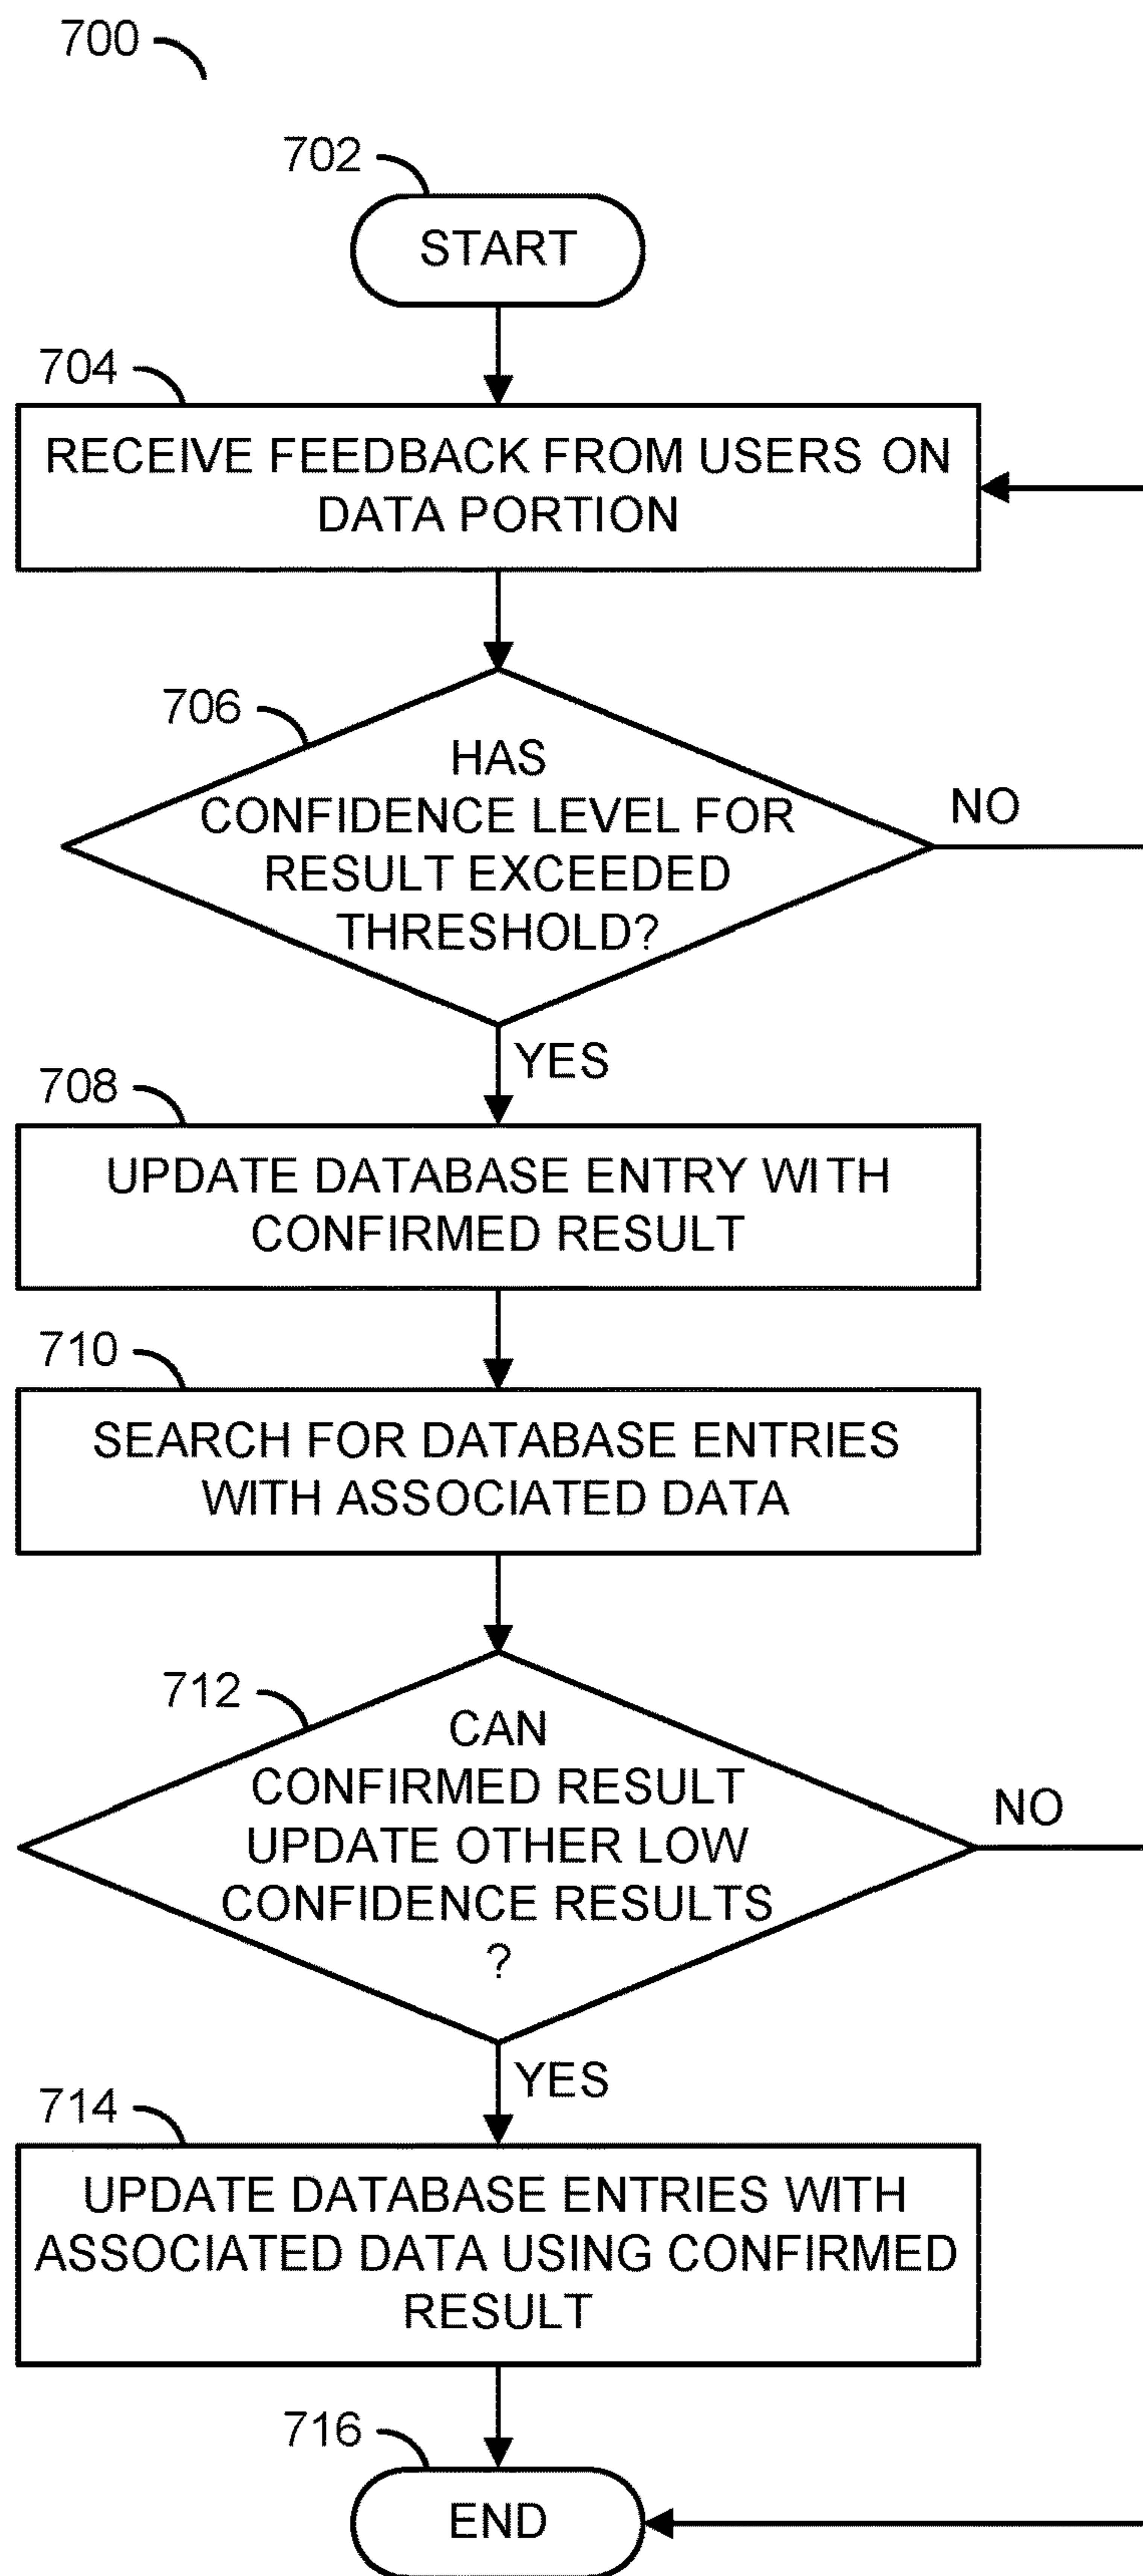 700
702
START
704
RECEIVE FEEDBACK FROM USERS ON
DATA PORTION
706
HAS
CONFIDENCE LEVEL FOR
RESULT EXCEEDED
THRESHOLD?
NO
YES
708
UPDATE DATABASE ENTRY WITH
CONFIRMED RESULT
710
SEARCH FOR DATABASE ENTRIES
WITH ASSOCIATED DATA
712
CAN
CONFIRMED RESULT
UPDATE OTHER LOW
CONFIDENCE RESULTS
?
NO
YES
714
UPDATE DATABASE ENTRIES WITH
ASSOCIATED DATA USING CONFIRMED
RESULT
716
END